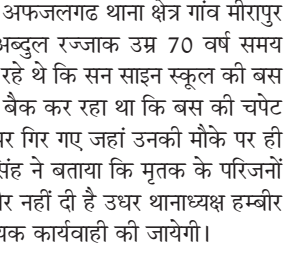 अफजलगढ थाना क्षेत्र गांव मीरापुर
अब्दुल रज्जाक उम्र 70 वर्ष समय
रहे थे कि सन साइन स्कूल की बस
बैक कर रहा था कि बस की चपेट
गिर गए जहां उनकी मौके पर ही
ने बताया कि मृतक के परिजनों
नहीं दी है उधर थानाध्यक्ष हम्बीर
कार्यवाही की जायेगी।